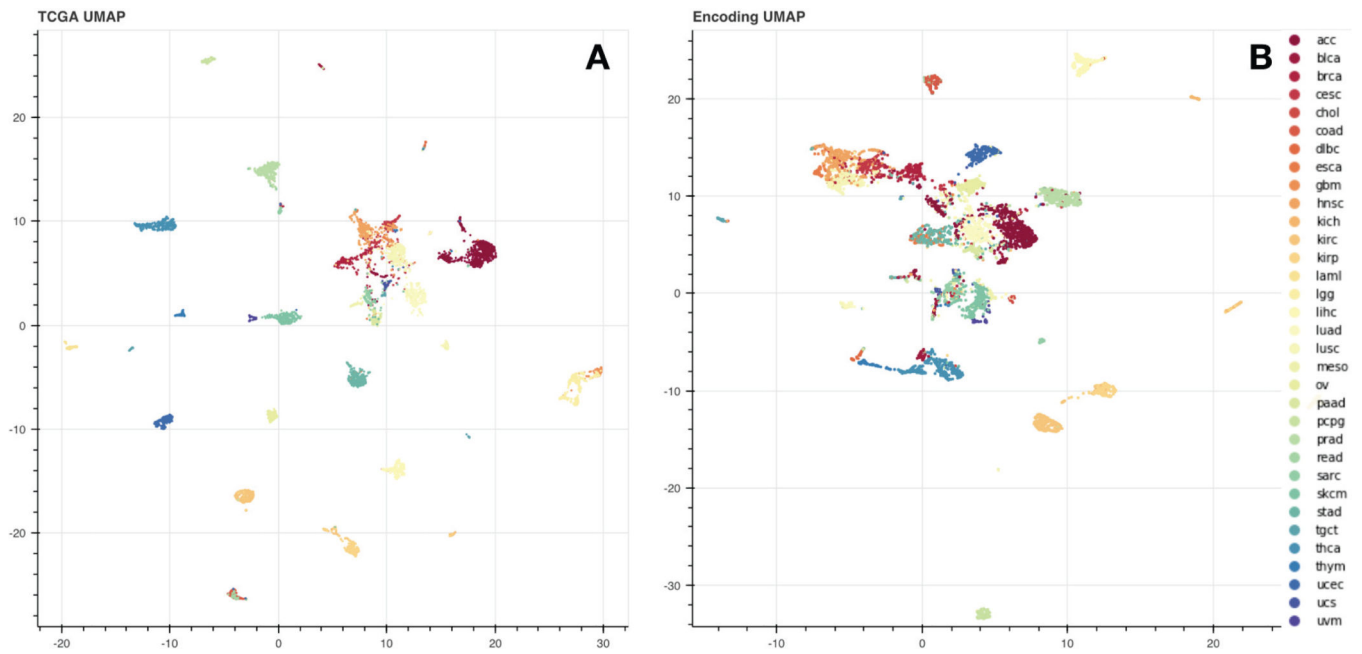 TCGA UMAP
A
20
10
0
-10
-20
-20
-10
0
10
20
30
Encoding UMAP
B
20
10
0
-10
-20
-30
-10
0
10
20
acc
blca
brca
cesc
chol
coad
dlbc
esca
gbm
hnsc
kich
kirc
kirp
laml
lgg
lihc
luad
lusc
meso
ov
paad
pcpg
prad
read
sarc
skcm
stad
tgct
thca
thym
ucec
ucs
uvm